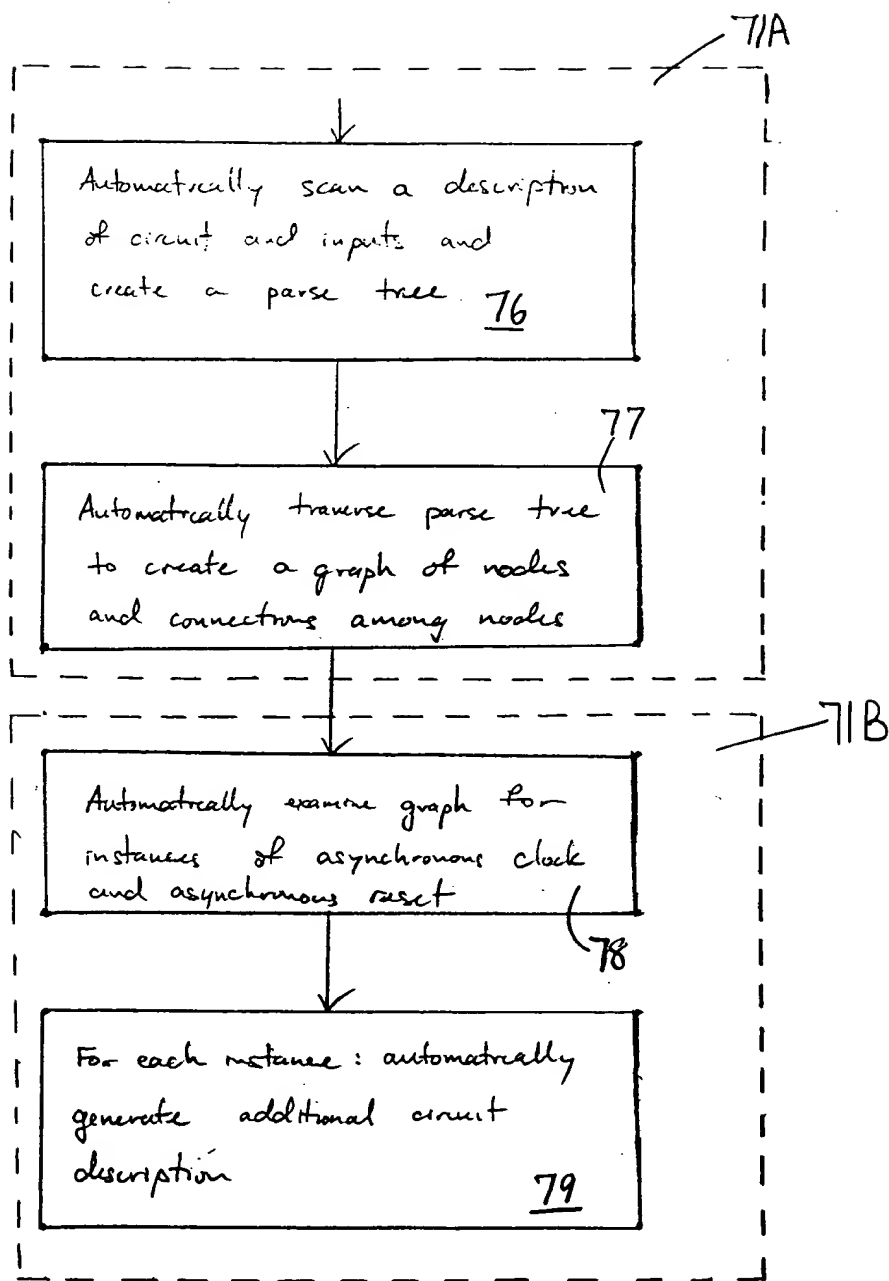 71A
Automatically scan a description
of circuit and inputs and
create a parse tree.
76
77
Automatically traverse parse tree
to create a graph of nodes
and connections among nodes
71B
Automatically examine graph for
instances of asynchronous clock
and asynchronous reset
78
For each instance: automatically
generate additional circuit
description
79